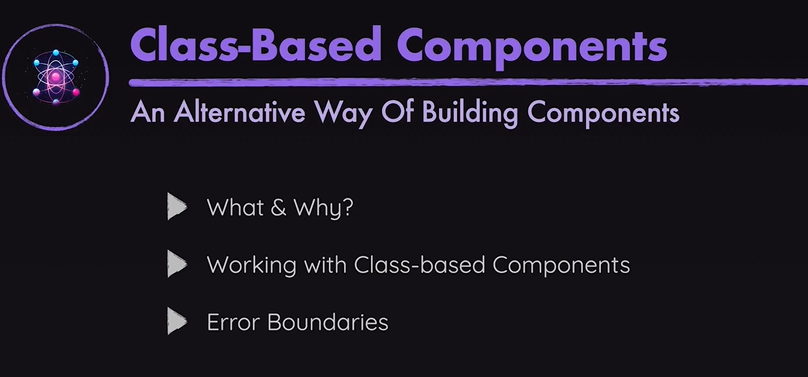 Class-Based Components
An Alternative Way Of Building Components
What & Why?
Working with Class-based Components
Error Boundaries